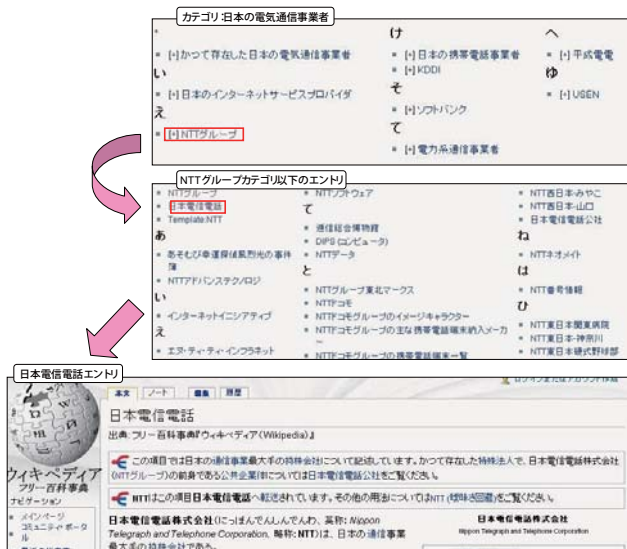 カテゴリ:日本の電気通信事業者
*
[+]かつて存在した日本の電気通信事業者
い
[+]日本のインターネットサービスプロバイダ
え
[+]NTTグループ
け
[+]日本の携帯電話事業者
[+]KDDI
そ
[+]ソフトバンク
て
[+]電力系通信事業者
へ
[+]平成電電
ゆ
[+]USEN
NTTグループカテゴリ以下のエントリ
NTTグループ
日本電信電話
Template:NTT
あ
あそむび幸運探偵風烈光の事件
簿
NTTアドバンステクノロジ
い
インターネットイニシアティブ
え
エヌ・ティ・ティ・インフラネット
NTTソフトウェア
て
逓信総合博物館
DIPS (コンピュータ)
NTTデータ
と
NTTグループ東北マークス
NTTドコモ
NTTドコモグループのイメージキャラクター
NTTドコモグループの主な携帯電話端末納入メーカ
ー
NTTドコモグループの携帯電話端末一覧
NTT西日本みやこ
NTT西日本山口
日本電信電話公社
ね
NTTネオメイト
は
NTT番号情報
ひ
NTT東日本関東病院
NTT東日本-神奈川
NTT東日本硬式野球部
日本電信電話エントリ
ログインまたはアカウント作成
本文 ノート 編集 履歴
日本電信電話
出典: フリー百科事典『ウィキペディア(Wikipedia)』
この項目では日本の通信事業最大手の特殊会社について記述しています。かつて存在した特殊法人で、日本電信電話株式会社
(NTTグループ)の前身である公共企業体については日本電信電話公社をご覧ください。
NTTはこの項目日本電信電話へ転送されています。その他の用法についてはNTT (曖昧さ回避)をご覧ください。
日本電信電話株式会社(にっぽんでんしんでんわ、英称: Nippon
Telegraph and Telephone Corporation, 略称: NTT)は、日本の通信事業
最大手の特殊会社である。
日本電信電話株式会社
Nippon Telegraph and Telephone Corporation
ウィキペディア
フリー百科事典
ナビゲーション
メインページ
コミュニティ・ポータ
ル